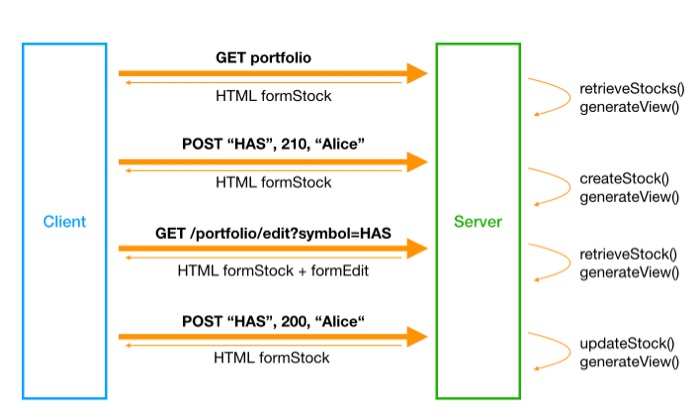 GET portfolio
HTML formStock
retrieveStocks()
generateView()
POST “HAS”, 210, “Alice”
HTML formStock
createStock()
generateView()
Client
Server
GET /portfolio/edit?symbol=HAS
HTML formStock + formEdit
retrieveStock()
generateView()
POST “HAS”, 200, “Alice“
HTML formStock
updateStock()
generateView()